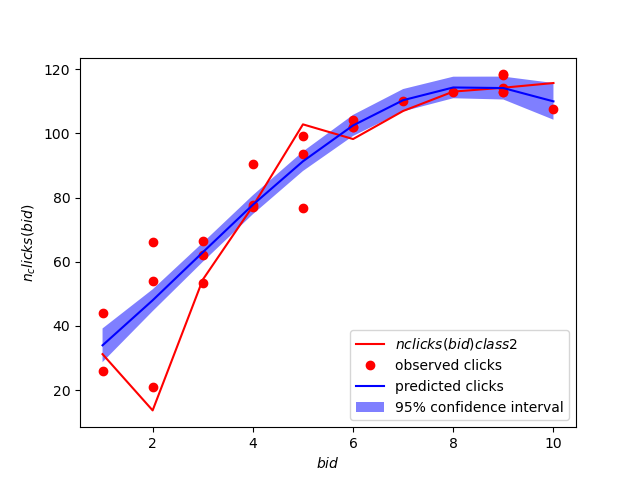 120
100
80
60
40
20
n_clicks(bid)
nclicks(bid)class2
observed clicks
predicted clicks
95% confidence interval
2
4
6
8
10
bid